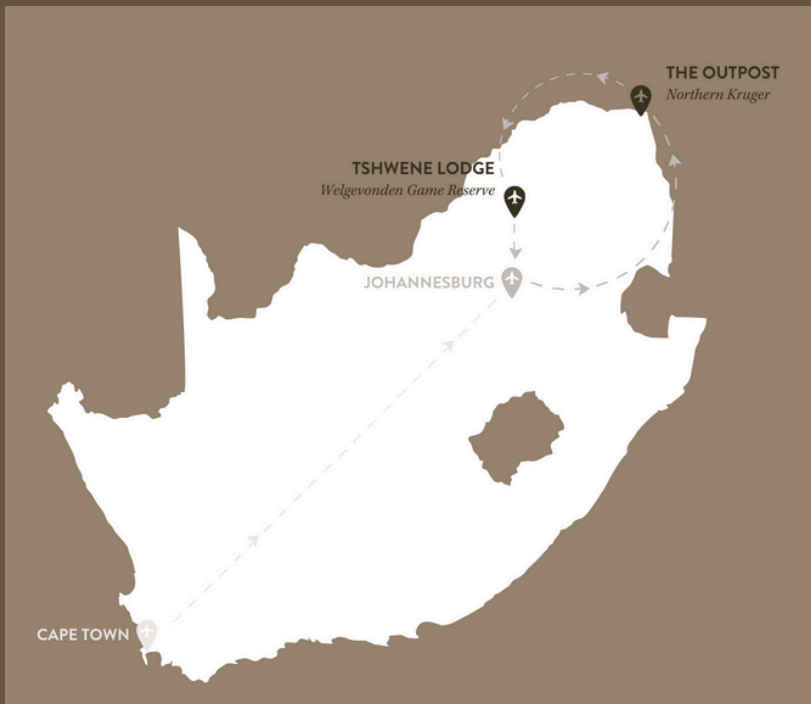 THE OUTPOST
Northern Kruger
TSHWENE LODGE
Welgevonden Game Reserve
JOHANNESBURG
CAPE TOWN